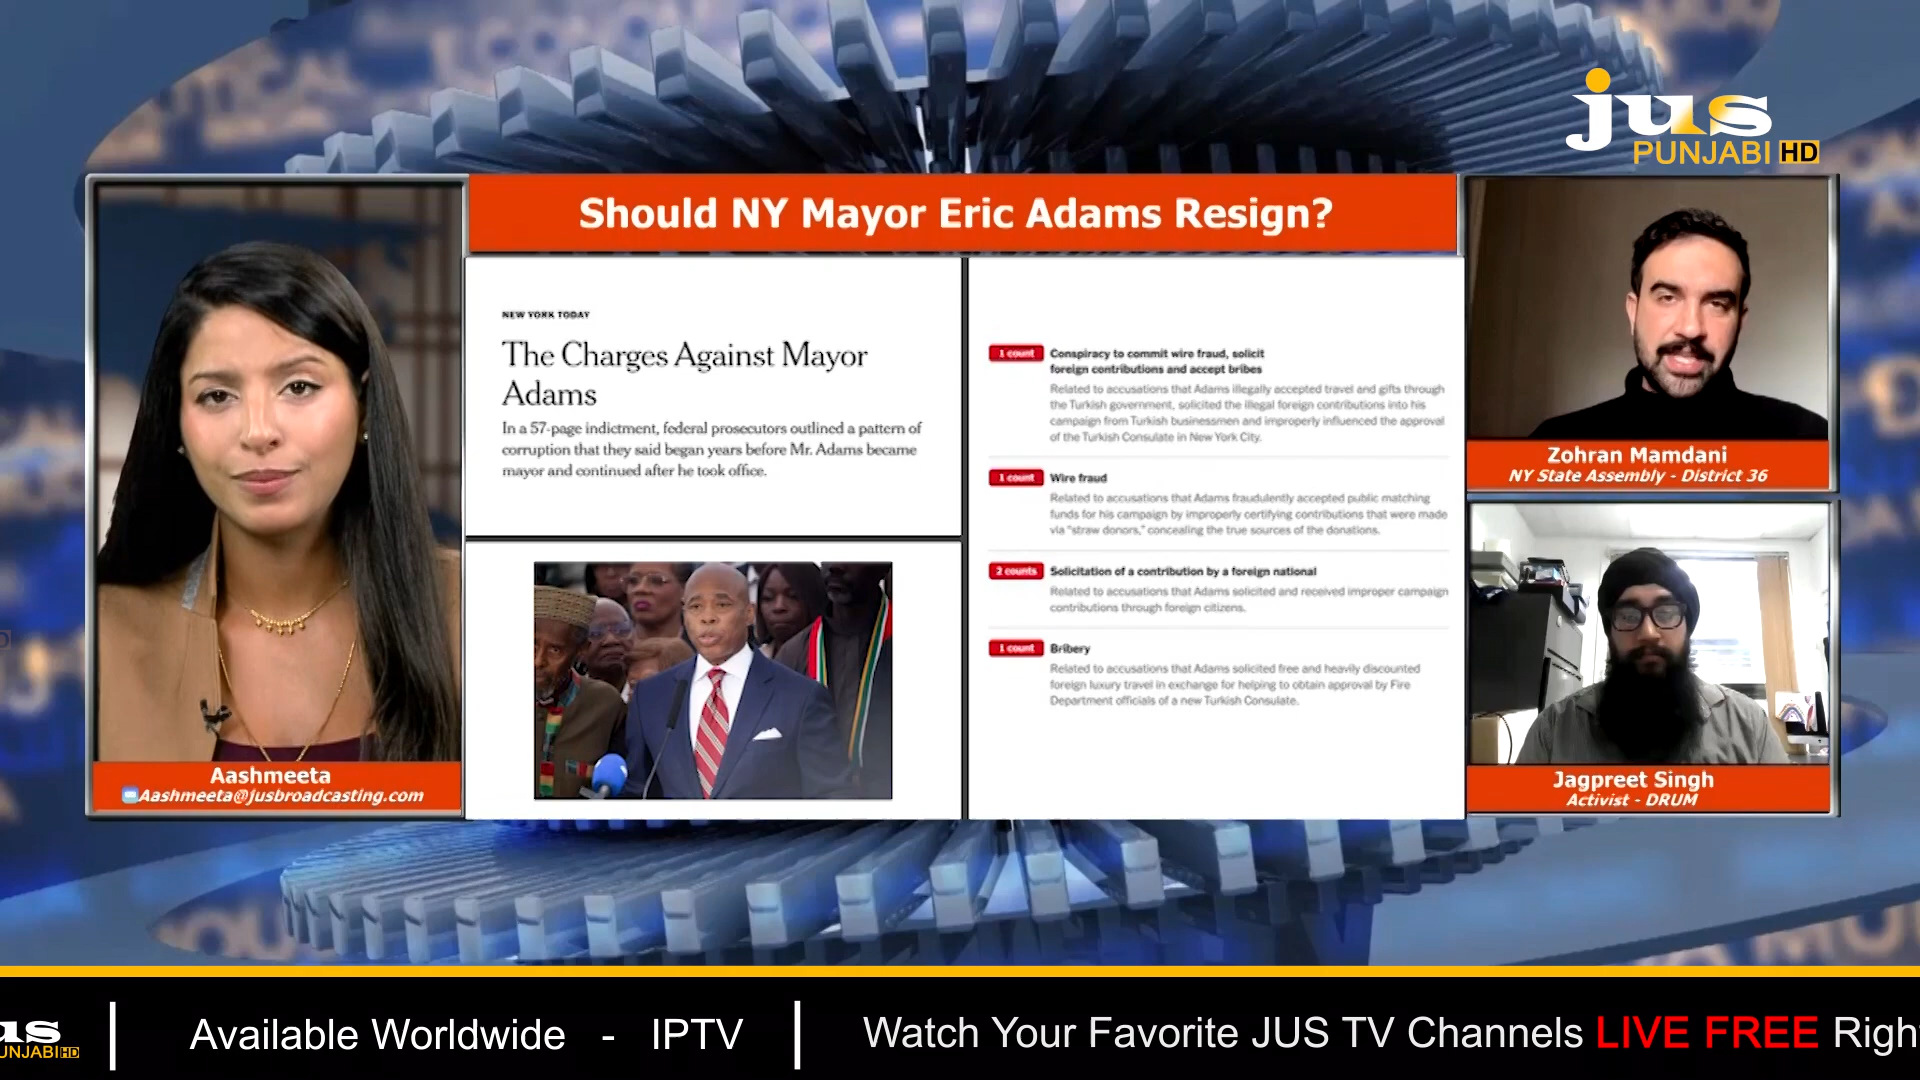 jus
PUNJABI HD
Should NY Mayor Eric Adams Resign?
NEW YORK TODAY
The Charges Against Mayor
Adams
In a 57-page indictment, federal prosecutors outlined a pattern of
corruption that they said began years before Mr. Adams became
mayor and continued after he took office.
1 count Conspiracy to commit wire fraud, solicit
foreign contributions and accept bribes
Related to accusations that Adams illegally accepted travel and gifts through
the Turkish government, solicited the illegal foreign contributions into his
campaign from Turkish businessmen and improperly influenced the approval
of the Turkish Consulate in New York City.
1 count Wire fraud
Related to accusations that Adams fraudulently accepted public matching
funds for his campaign by improperly certifying contributions that were made
via "straw donors," concealing the true sources of the donations.
2 counts Solicitation of a contribution by a foreign national
Related to accusations that Adams solicited and received improper campaign
contributions through foreign citizens.
1 count Bribery
Related to accusations that Adams solicited free and heavily discounted
foreign luxury travel in exchange for helping to obtain approval by Fire
Department officials of a new Turkish Consulate.
Aashmeeta
Aashmeeta@jusbroadcasting.com
Zohran Mamdani
NY State Assembly - District 36
Jagpreet Singh
Activist - DRUM
us
UNJABI HD
Available Worldwide - IPTV
Watch Your Favorite JUS TV Channels LIVE FREE Righ